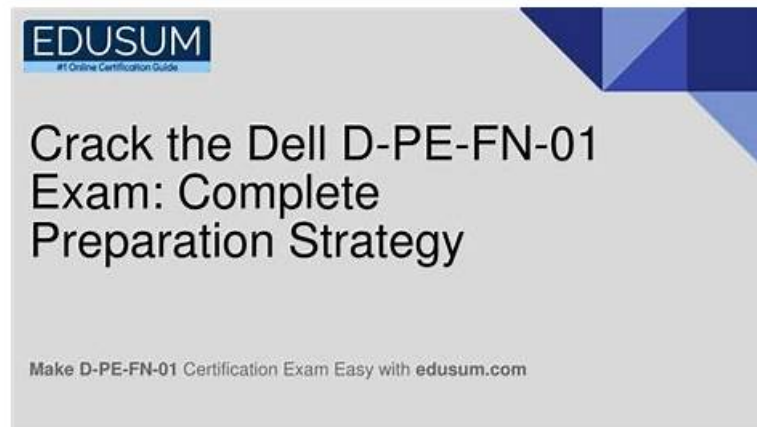 EDUSUM
#1 Online Certification Guide
Crack the Dell D-PE-FN-01
Exam: Complete
Preparation Strategy
Make D-PE-FN-01 Certification Exam Easy with edusum.com